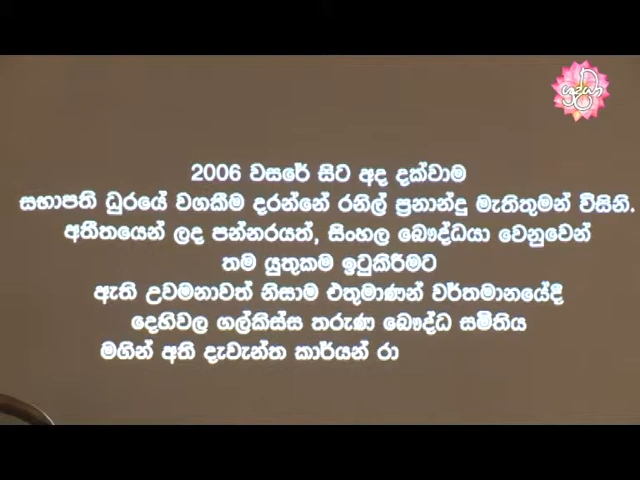 ශ්‍රද්ධා
2006 වසරේ සිට අද දක්වාම
සභාපති ධුරයේ වගකීම දරන්නේ රනිල් ප්‍රනාන්දු මැතිතුමන් විසිනි.
අතීතයෙන් ලද පන්නරයත්, සිංහල බෞද්ධයා වෙනුවෙන්
තම යුතුකම ඉටුකිරීමට
ඇති උවමනාවත් නිසාම එතුමාණන් වර්තමානයේදී
දෙහිවල ගල්කිස්ස තරුණ බෞද්ධ සමිතිය
මගින් අති දැවැන්ත කාර්යන් රා